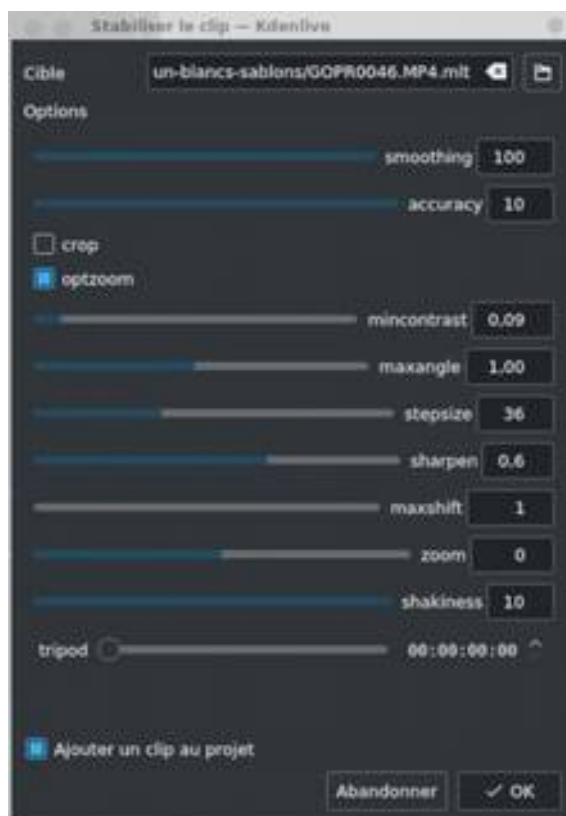 Stabiliser le clip — Kdenlive
Cible un-blancs-sablons/GOPR0046.MP4.mlt
Options
smoothing 100
accuracy 10
crop
optzoom
mincontrast 0.09
maxangle 1.00
stepsize 36
sharpen 0.6
maxshift 1
zoom 0
shakiness 10
tripod 00:00:00:00
Ajouter un clip au projet
Abandonner OK